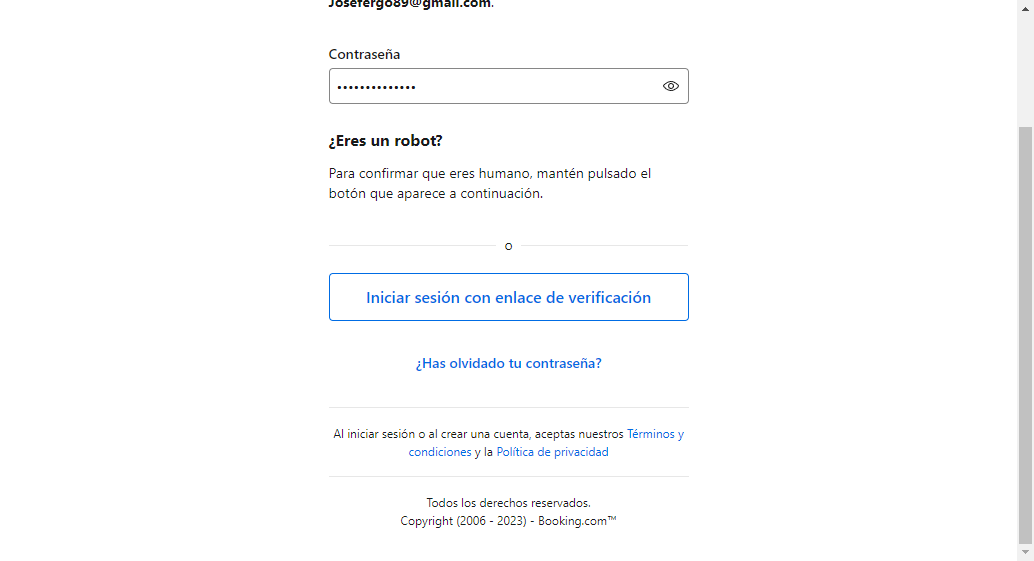 Josefergo89@gmail.com.
Contraseña
¿Eres un robot?
Para confirmar que eres humano, mantén pulsado el
botón que aparece a continuación.
o
Iniciar sesión con enlace de verificación
¿Has olvidado tu contraseña?
Al iniciar sesión o al crear una cuenta, aceptas nuestros Términos y
condiciones y la Política de privacidad
Todos los derechos reservados.
Copyright (2006 - 2023) - Booking.com™